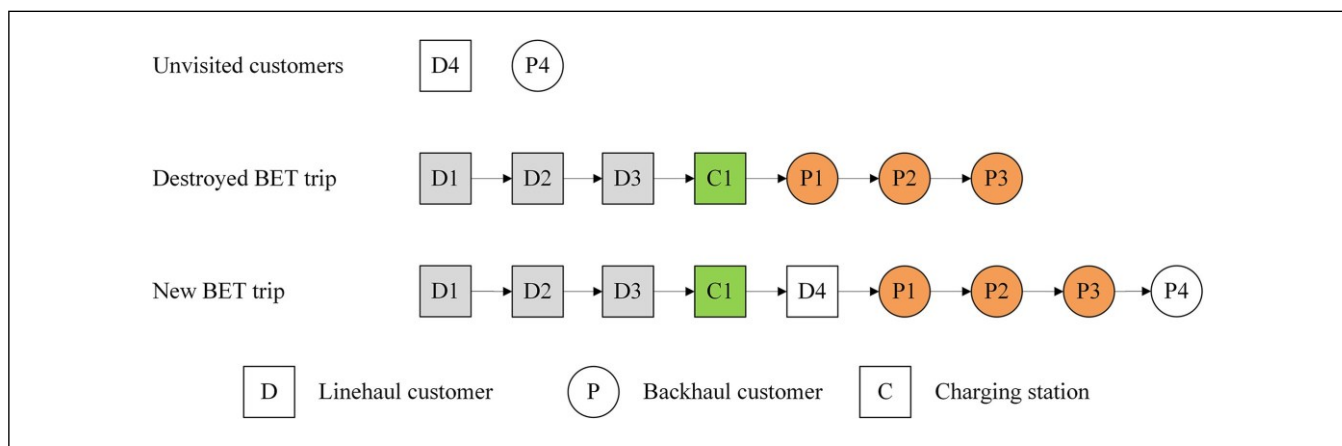 Unvisited customers D4 P4
Destroyed BET trip D1 D2 D3 C1 P1 P2 P3
New BET trip D1 D2 D3 C1 D4 P1 P2 P3 P4
D Linehaul customer P Backhaul customer C Charging station